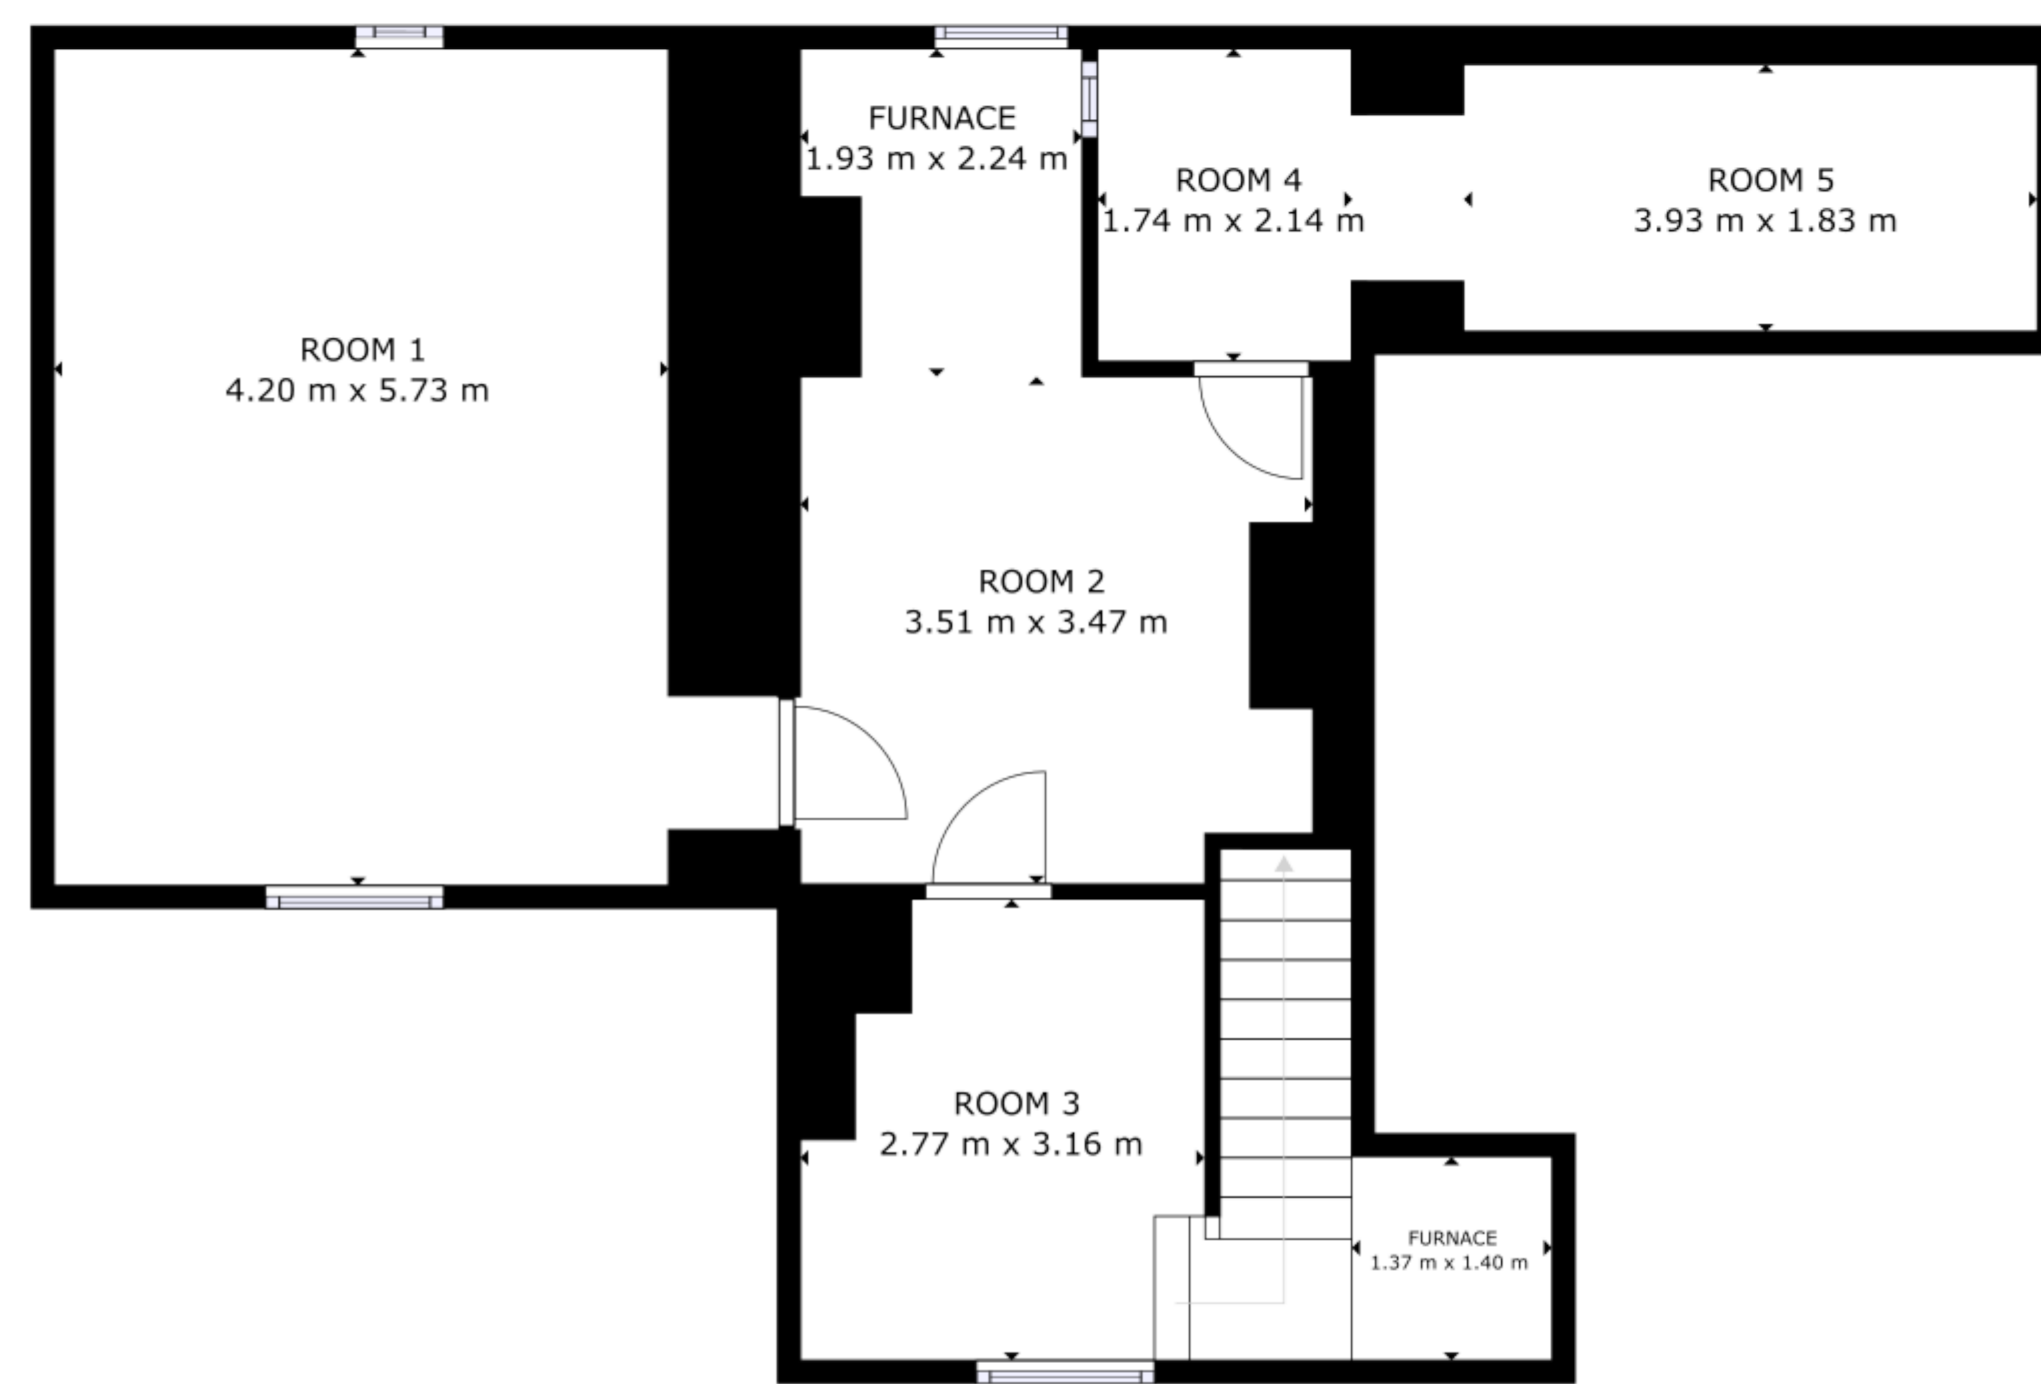 FURNACE
1.93 m x 2.24 m
ROOM 4
1.74 m x 2.14 m
ROOM 5
3.93 m x 1.83 m
ROOM 1
4.20 m x 5.73 m
ROOM 2
3.51 m x 3.47 m
ROOM 3
2.77 m x 3.16 m
FURNACE
1.37 m x 1.40 m